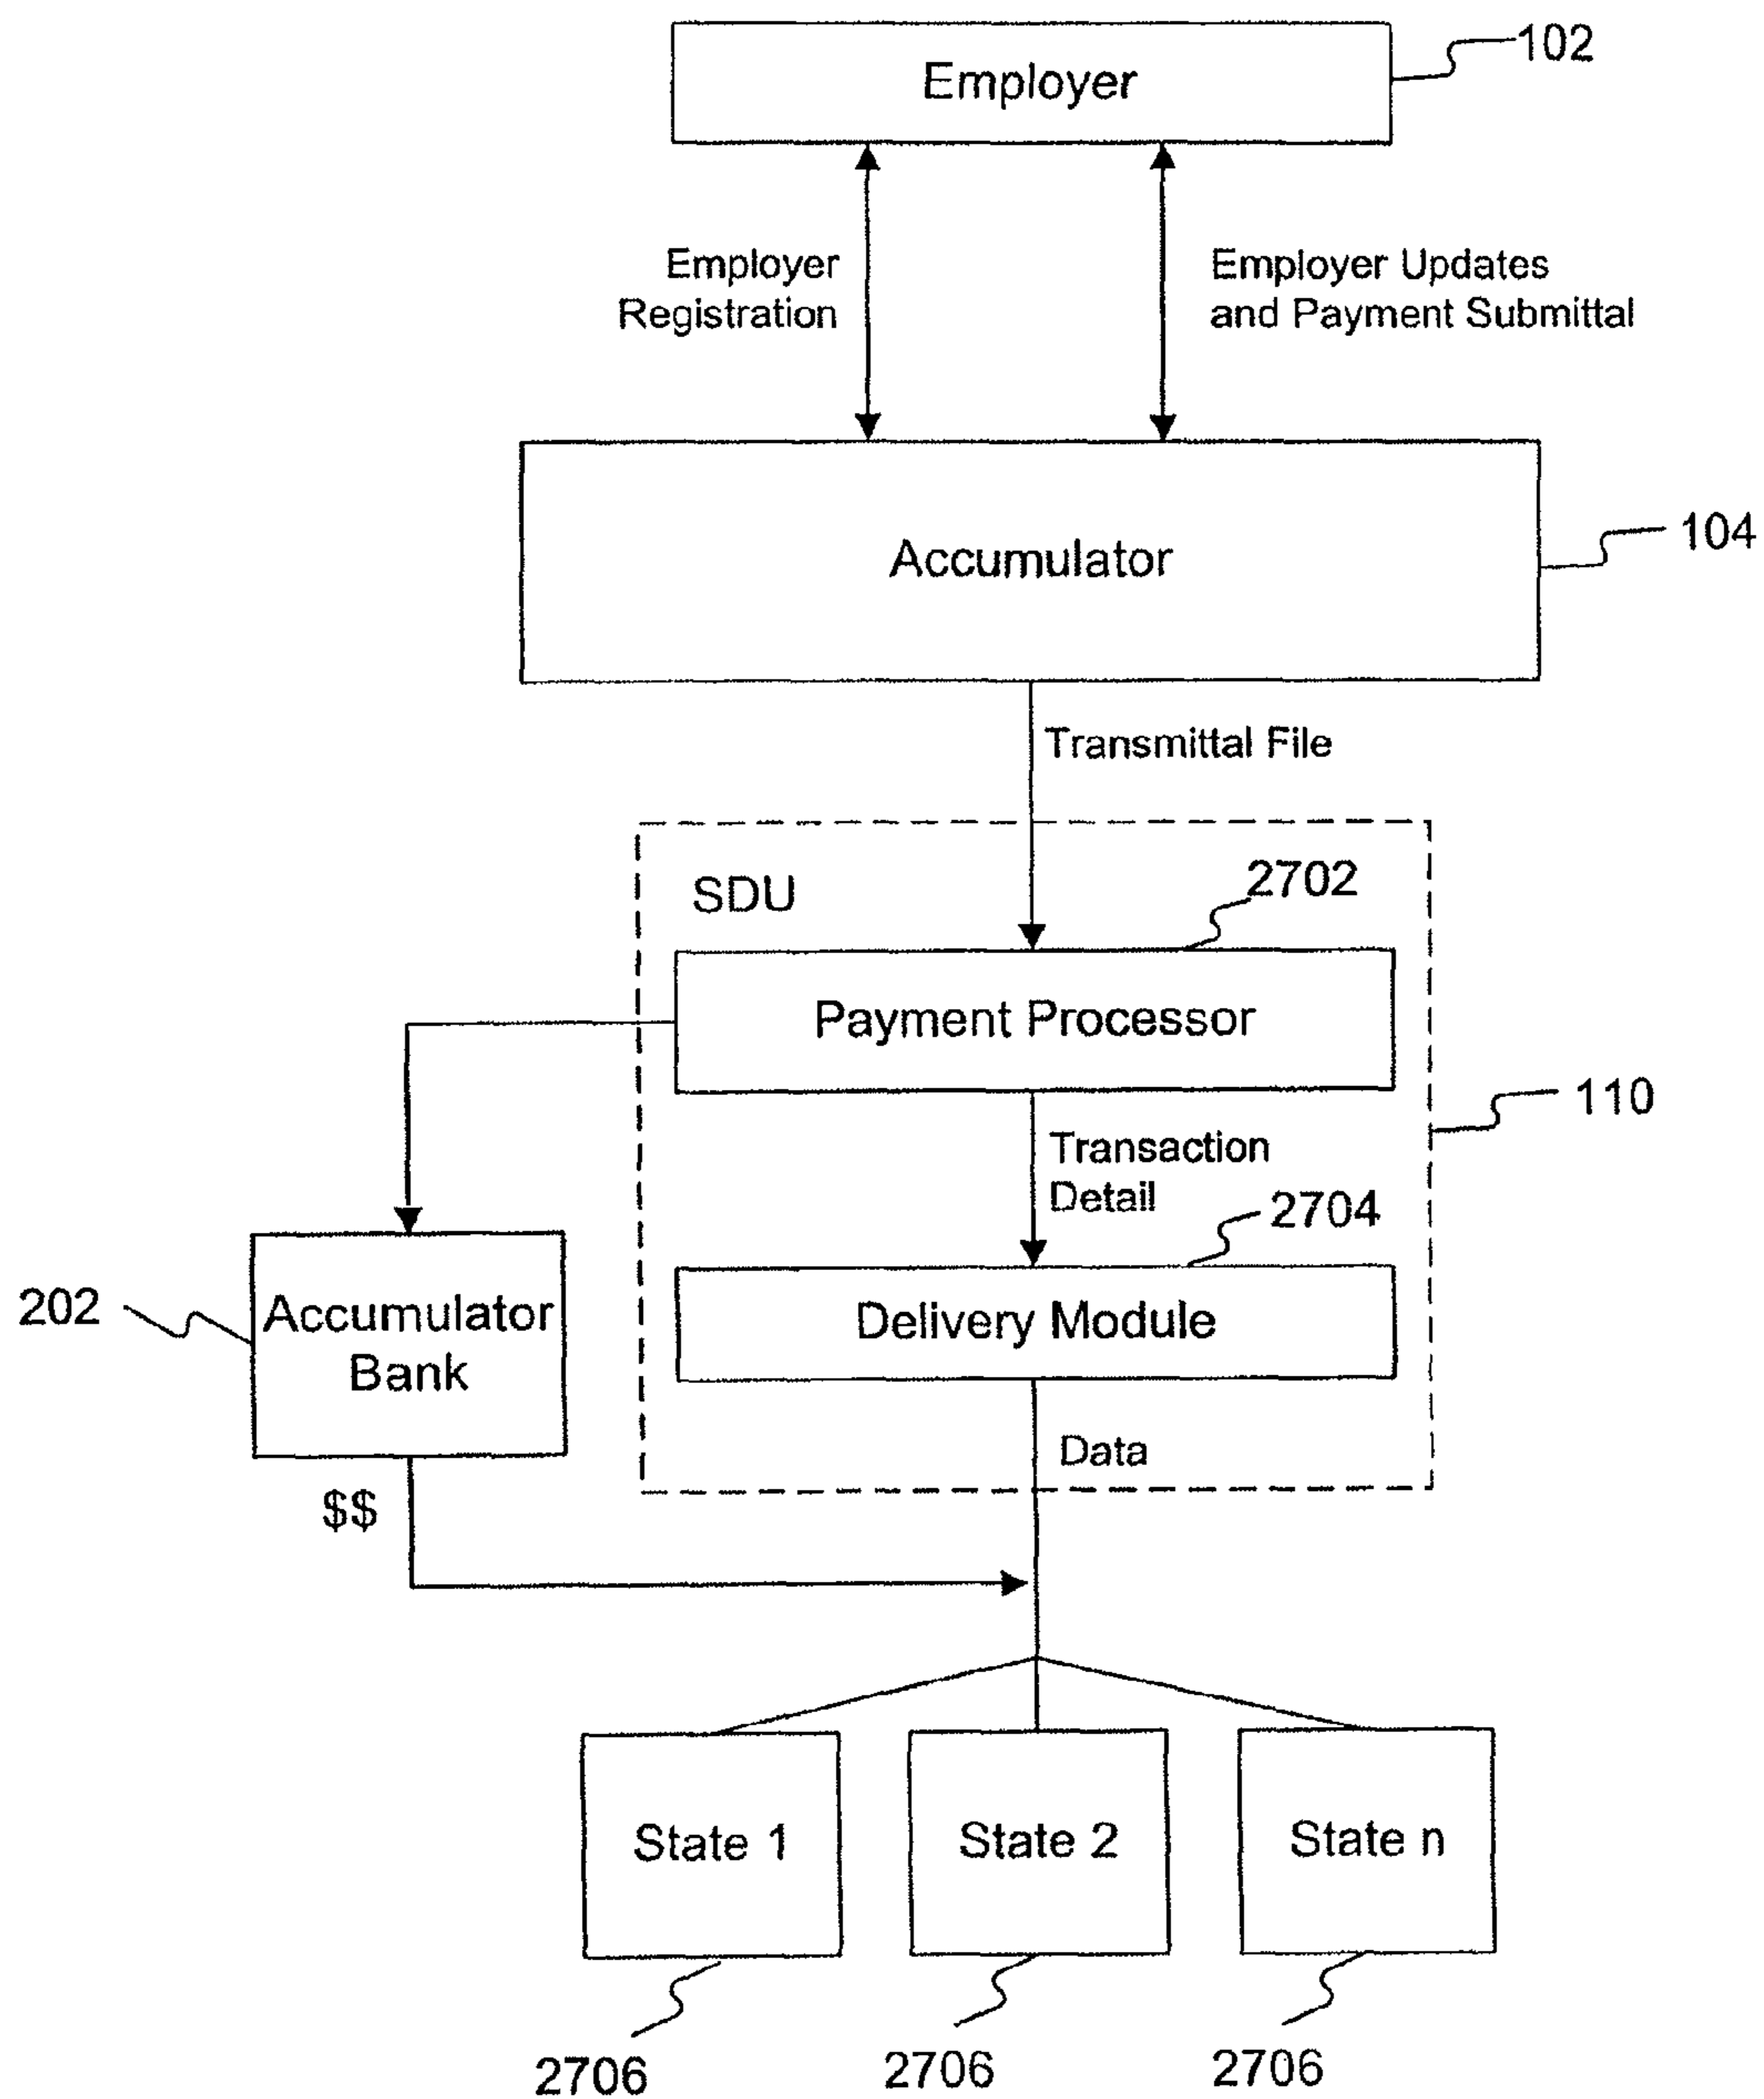 Employer
102
Employer
Registration
Employer Updates
and Payment Submittal
Accumulator
104
Transmittal File
SDU
2702
Payment Processor
110
Transaction
Detail
2704
202
Accumulator
Bank
Delivery Module
Data
$$
State 1
State 2
State n
2706
2706
2706